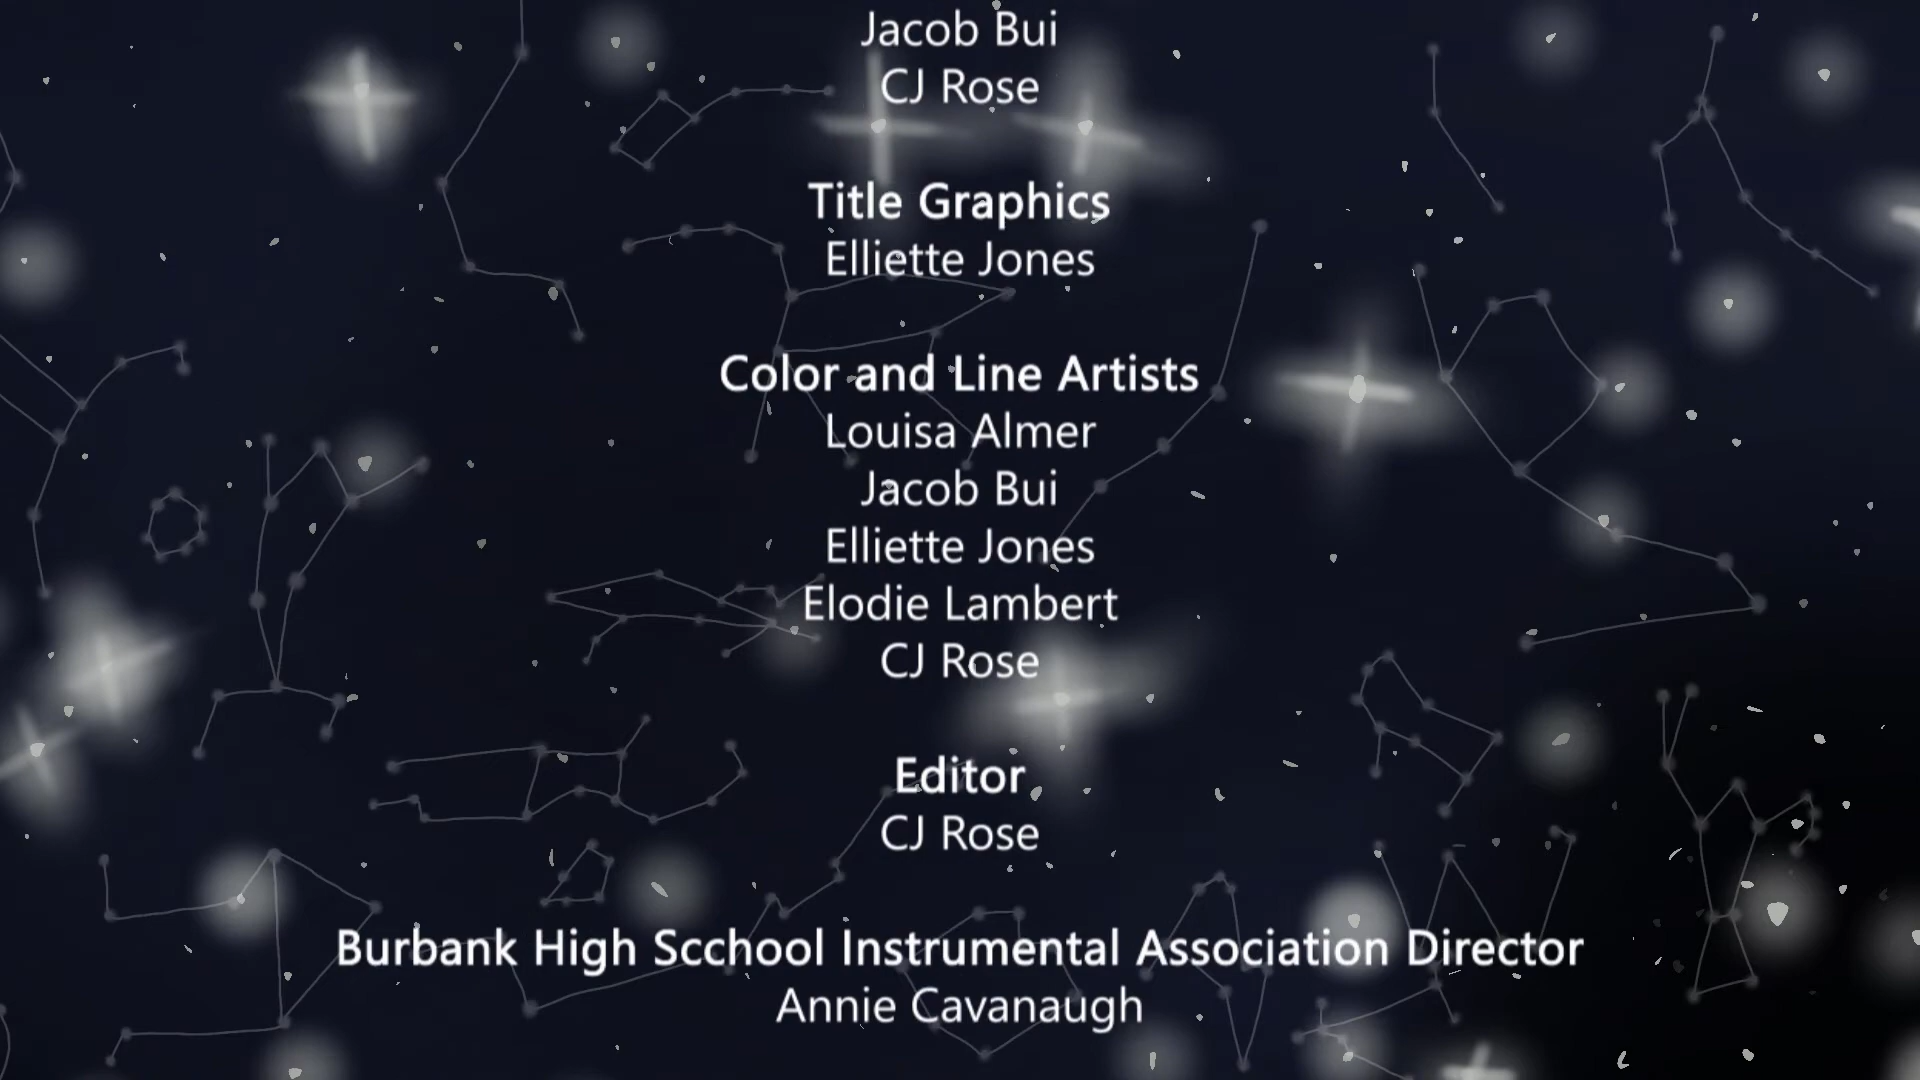 Jacob Bui
CJ Rose
Title Graphics
Elliette Jones
Color and Line Artists
Louisa Almer
Jacob Bui
Elliette Jones
Elodie Lambert
CJ Rose
Editor
CJ Rose
Burbank High Scchool Instrumental Association Director
Annie Cavanaugh